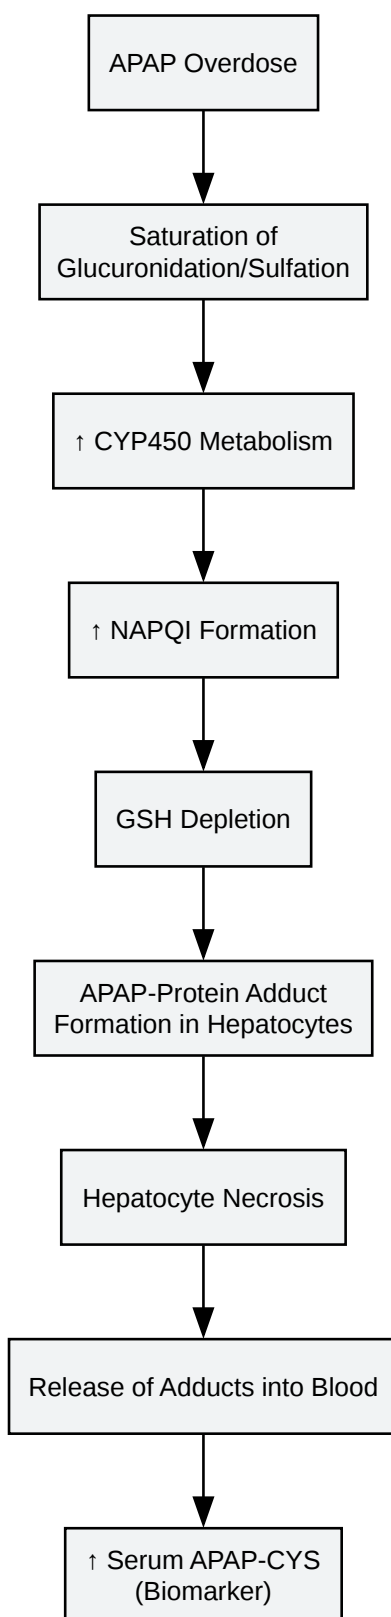 APAP Overdose
Saturation of
Glucuronidation/Sulfation
↑ CYP450 Metabolism
↑ NAPQI Formation
GSH Depletion
APAP-Protein Adduct
Formation in Hepatocytes
Hepatocyte Necrosis
Release of Adducts into Blood
↑ Serum APAP-CYS
(Biomarker)